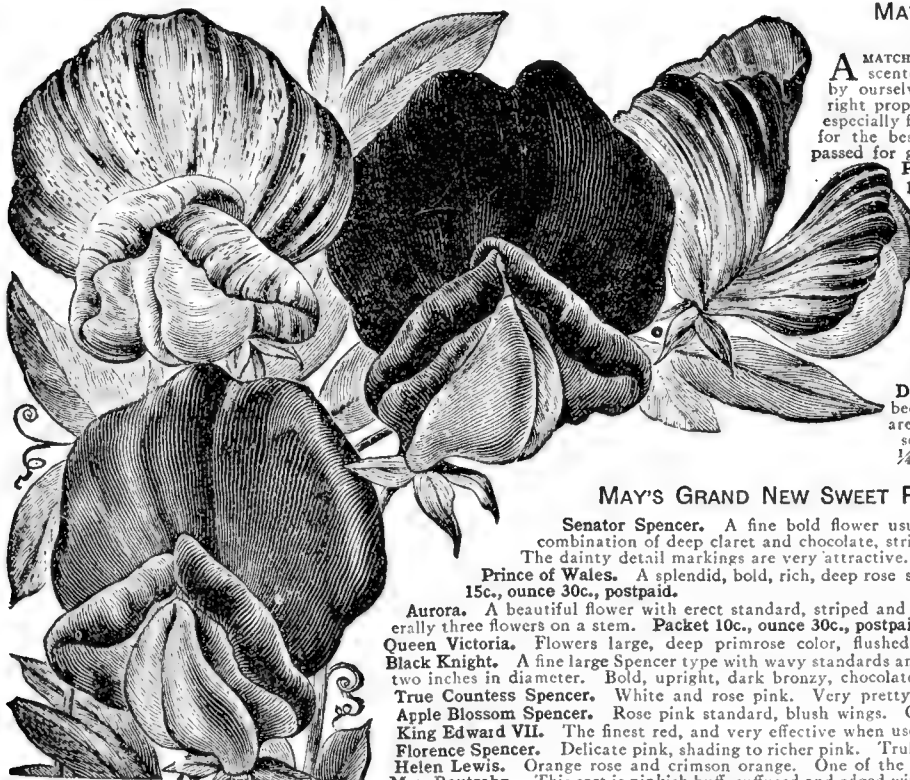 MA
A MATCH
scent
by ourselv
right prop
especially f
for the be
passed for g
D
be
are
s
¼
MAY'S GRAND NEW SWEET P
Senator Spencer. A fine bold flower usu
combination of deep claret and chocolate, stri
The dainty detail markings are very attractive.
Prince of Wales. A splendid, bold, rich, deep rose s
15c., ounce 30c., postpaid.
Aurora. A beautiful flower with erect standard, striped and
erally three flowers on a stem. Packet 10c., ounce 30c., postpai
Queen Victoria. Flowers large, deep primrose color, flushed
Black Knight. A fine large Spencer type with wavy standards an
two inches in diameter. Bold, upright, dark bronzy, chocolate
True Countess Spencer. White and rose pink. Very pretty
Apple Blossom Spencer. Rose pink standard, blush wings.
King Edward VII. The finest red, and very effective when us
Florence Spencer. Delicate pink, shading to richer pink. Tru
Helen Lewis. Orange rose and crimson orange. One of the